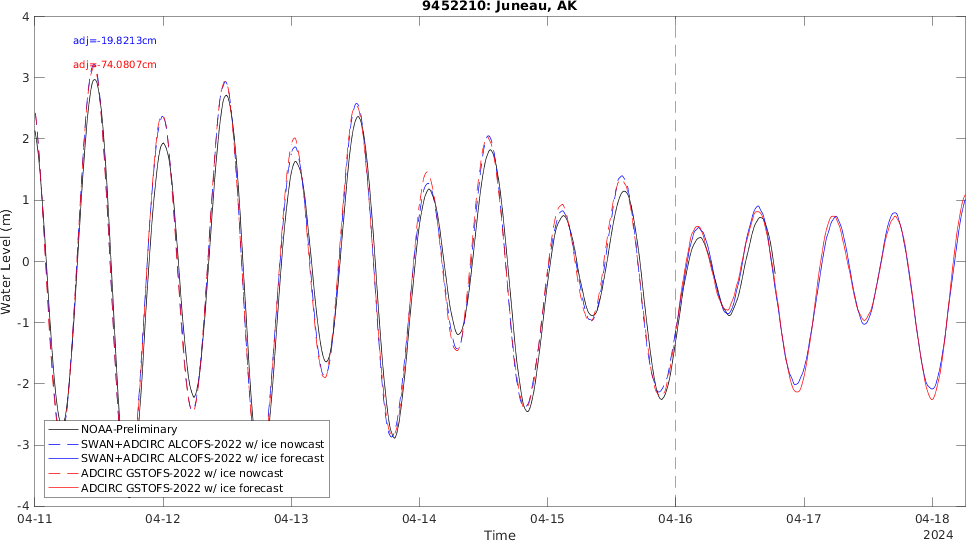 9452210: Juneau, AK
adj=-19.8213cm
adj=-74.0807cm
Water Level (m)
4
3
2
1
0
-1
-2
-3
-4
NOAA-Preliminary
SWAN+ADCIRC ALCOFS-2022 w/ ice nowcast
SWAN+ADCIRC ALCOFS-2022 w/ ice forecast
ADCIRC GSTOFS-2022 w/ ice nowcast
ADCIRC GSTOFS-2022 w/ ice forecast
04-11 04-12 04-13 04-14 04-15 04-16 04-17 04-18
Time
2024